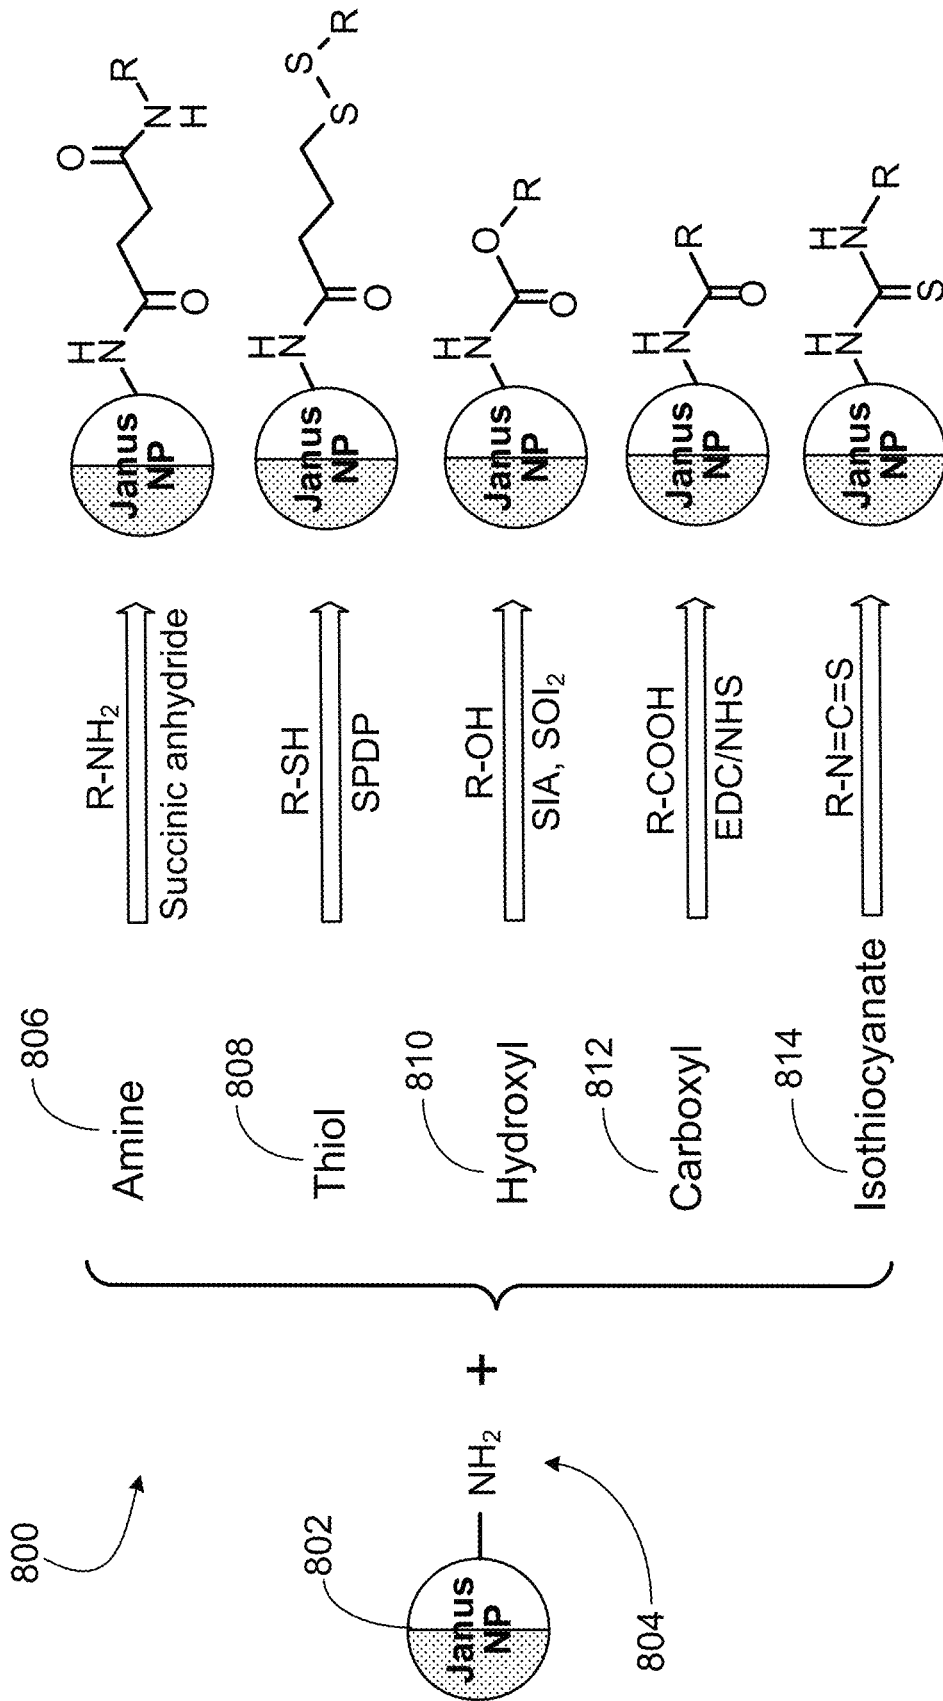 800
802
Janus
NP
NH2
804
+
806
Amine
R-NH2
Succinic anhydride
Janus
NP
H
N
O
O
N
H
R
808
Thiol
R-SH
SPDP
Janus
NP
H
N
O
S
S
R
810
Hydroxyl
R-OH
SIA, SOI2
Janus
NP
H
N
O
O
R
812
Carboxyl
R-COOH
EDC/NHS
Janus
NP
H
N
O
R
814
Isothiocyanate
R-N=C=S
Janus
NP
H
N
S
H
N
R